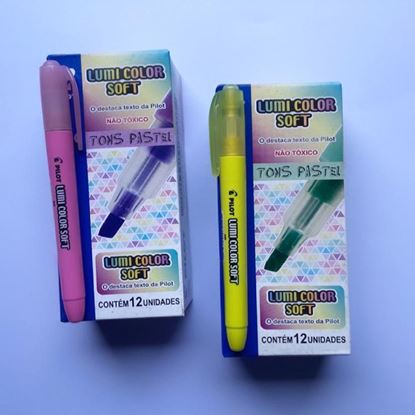 LUMI COLOR
SOFT
O destaca texto da Pilot
NÃO TÓXICO
TONS PASTEL
PILOT LUMI COLOR SOFT
LUMI COLOR
SOFT
O destaca texto da Pilot
CONTÉM 12 UNIDADES
LUMI COLOR
SOFT
O destaca texto da Pilot
NÃO TÓXICO
TONS PASTEL
PILOT LUMI COLOR SOFT
LUMI COLOR
SOFT
O destaca texto da Pilot
CONTÉM 12 UNIDADES